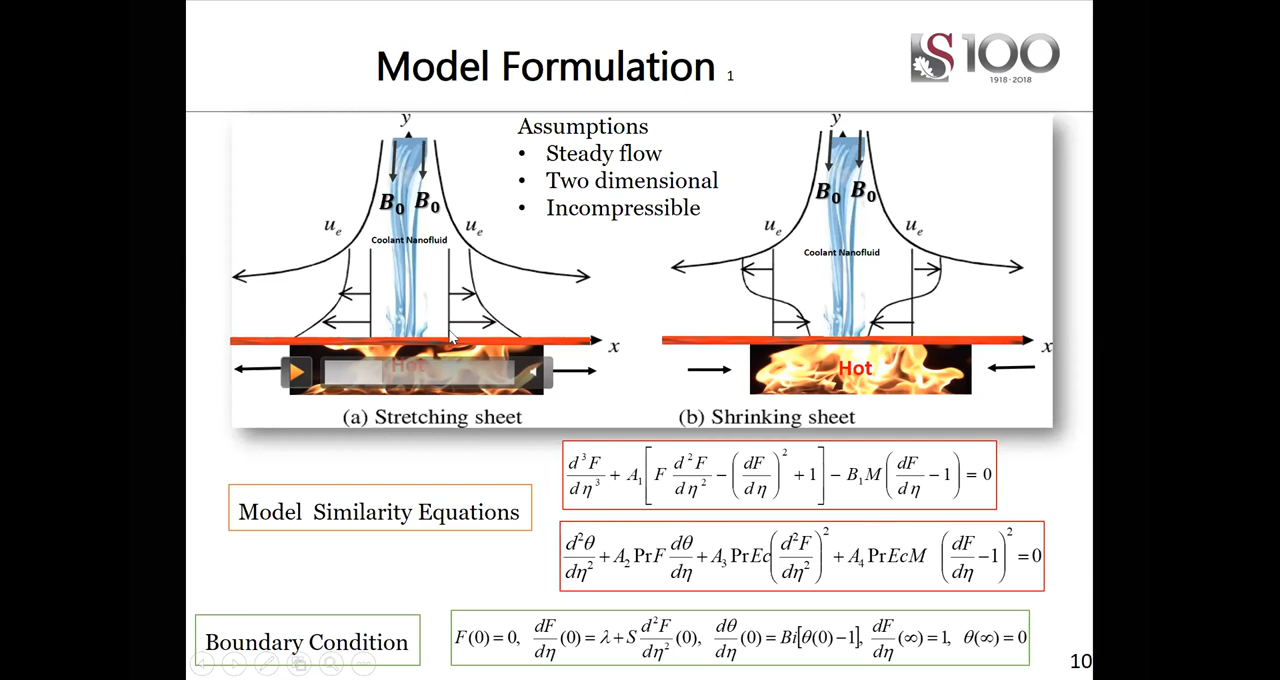 Model Formulation 1
S100
1918·2018
y
Assumptions
• Steady flow
• Two dimensional
• Incompressible
B₀ B₀
uₑ uₑ
Coolant Nanofluid
x
Hot
(a) Stretching sheet
y
B₀ B₀
uₑ uₑ
Coolant Nanofluid
x
Hot
(b) Shrinking sheet
Model Similarity Equations
d³F/dη³ + A₁[F d²F/dη² − (dF/dη)² + 1] − B₁M(dF/dη − 1) = 0
d²θ/dη² + A₂ Pr F dθ/dη + A₃ Pr Ec(d²F/dη²)² + A₄ Pr EcM (dF/dη − 1)² = 0
Boundary Condition
F(0) = 0, dF/dη (0) = λ + S d²F/dη² (0), dθ/dη (0) = Bi[θ(0) − 1], dF/dη (∞) = 1, θ(∞) = 0
10